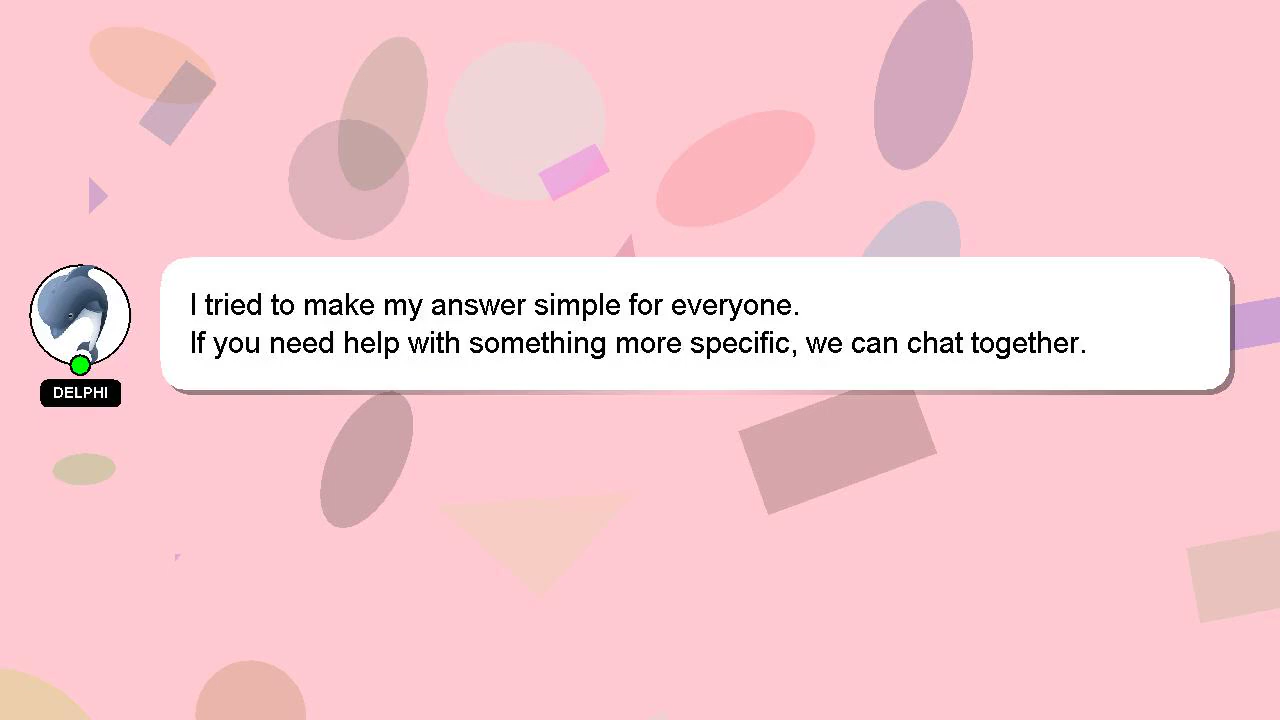 I tried to make my answer simple for everyone.
If you need help with something more specific, we can chat together.
DELPHI